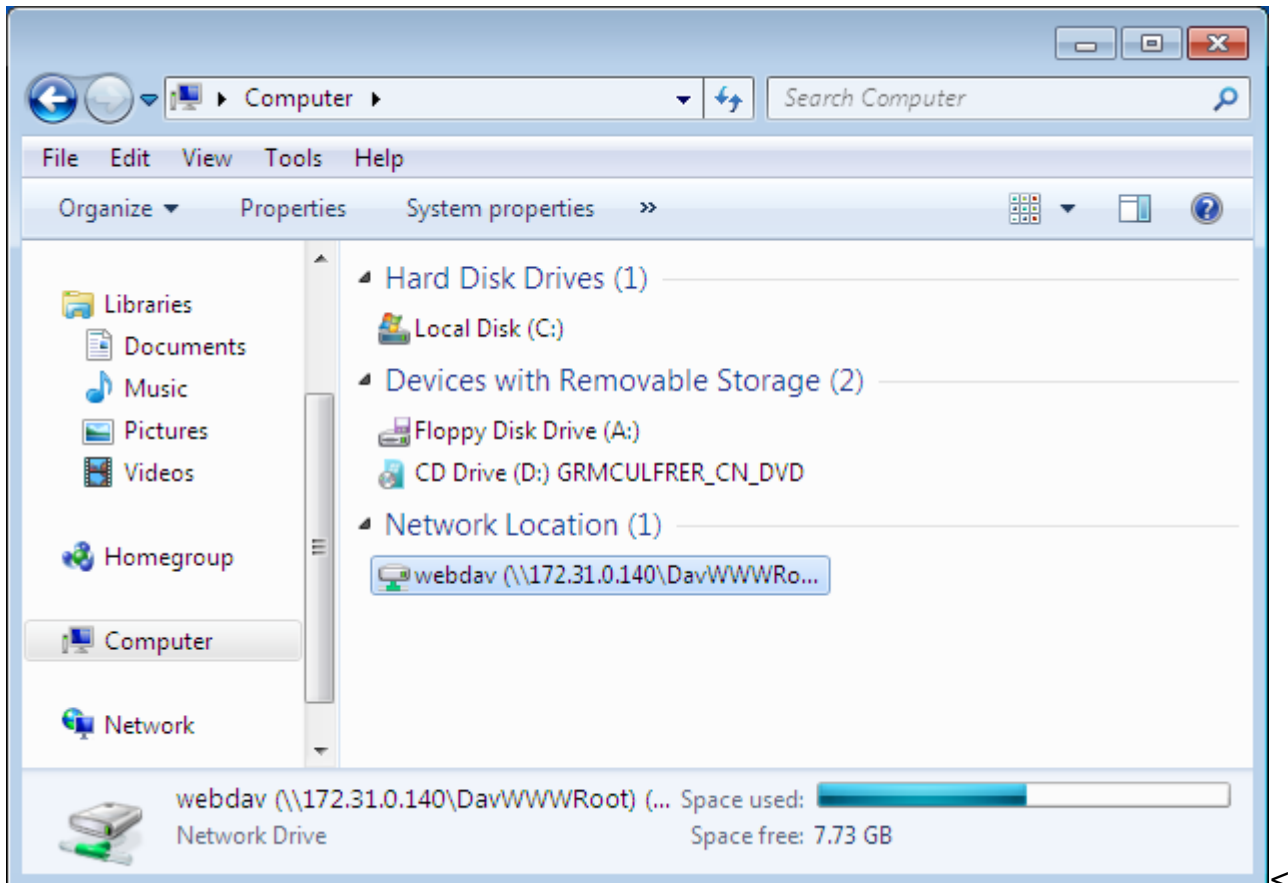 Computer
Search Computer
File Edit View Tools Help
Organize Properties System properties »
Libraries
Documents
Music
Pictures
Videos
Homegroup
Computer
Network
Hard Disk Drives (1)
Local Disk (C:)
Devices with Removable Storage (2)
Floppy Disk Drive (A:)
CD Drive (D:) GRMCULFRER_CN_DVD
Network Location (1)
webdav (\\172.31.0.140\DavWWWRo...
webdav (\\172.31.0.140\DavWWWRoot) (... Space used:
Network Drive Space free: 7.73 GB
<